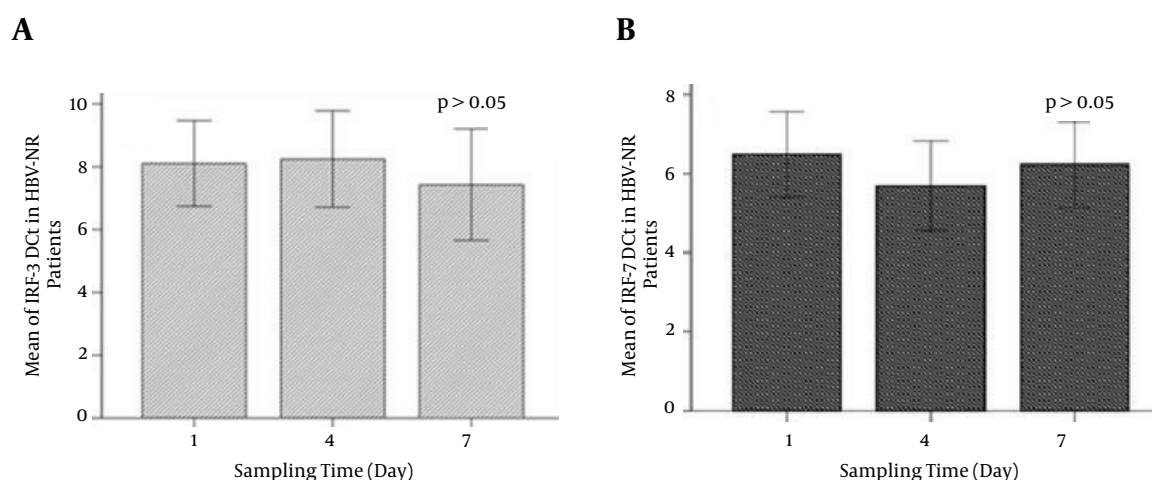 A
Mean of IRF-3 DCt in HBV-NR
Patients
10
8
6
4
2
0
p > 0.05
1 4 7
Sampling Time (Day)
B
Mean of IRF-7 DCt in HBV-NR
Patients
8
6
4
2
0
p > 0.05
1 4 7
Sampling Time (Day)